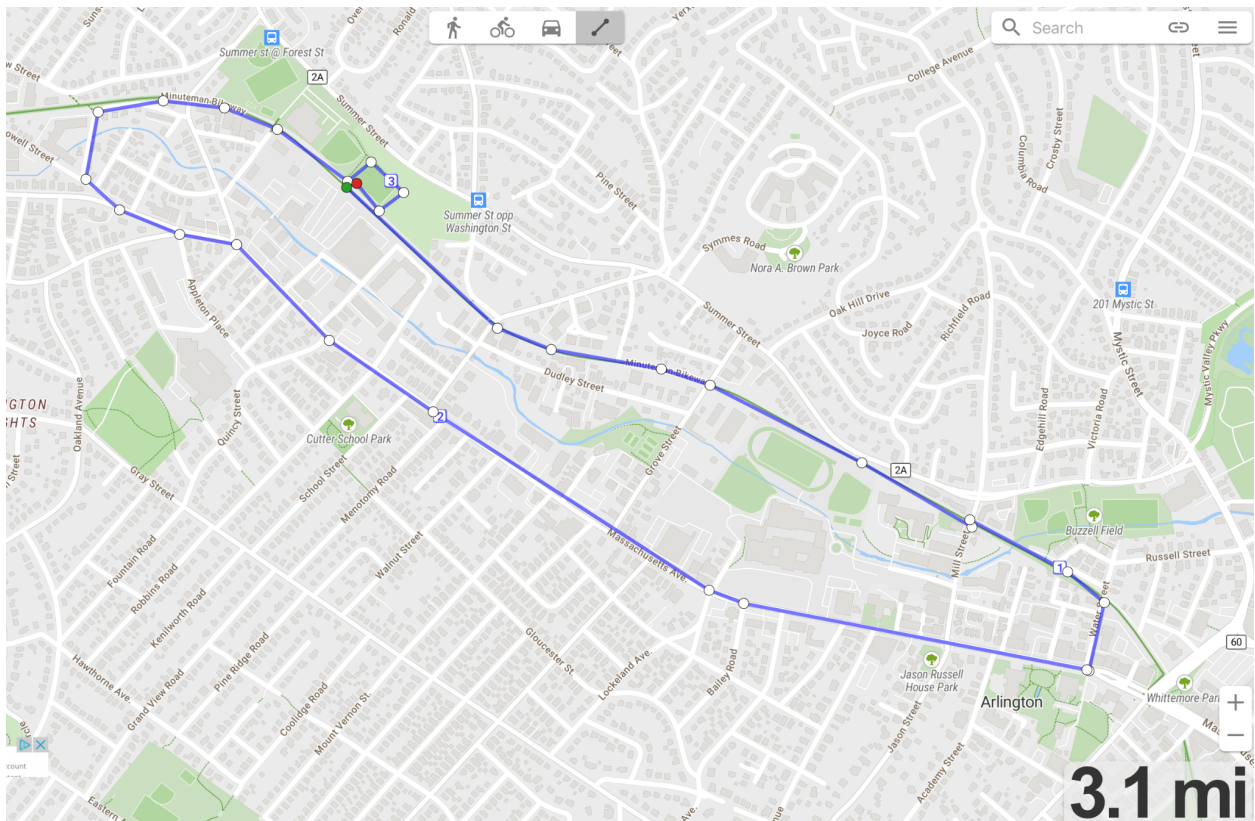 Search
Summer st @ Forest St
2A
Summer Street
College Avenue
Minuteman Bikeway
Crosby Street
Columbia Road
3
Pine Street
Summer St opp
Washington St
Symmes Road
Nora A. Brown Park
Appleton Place
Oak Hill Drive
Richfield Road
201 Mystic St
Summer Street
Joyce Road
Mystic Street
Mystic Valley Pkwy
Minuteman Bikeway
Dudley Street
Oakland Avenue
Quincy Street
2
Cutter School Park
Edgehill Road
Victoria Road
School Street
Grove Street
Gray Street
Menotomy Road
2A
Buzzell Field
Walnut Street
Massachusetts Ave.
Mill Street
Russell Street
1
Fountain Road
Robbins Road
Kenilworth Road
Water Street
Gloucester St.
60
Pine Ridge Road
Lockeland Ave.
Bailey Road
Jason Russell
House Park
Hawthorne Ave.
Grand View Road
Coolidge Road
Mount Vernon St.
Arlington
Jason Street
Academy Street
3.1 mi